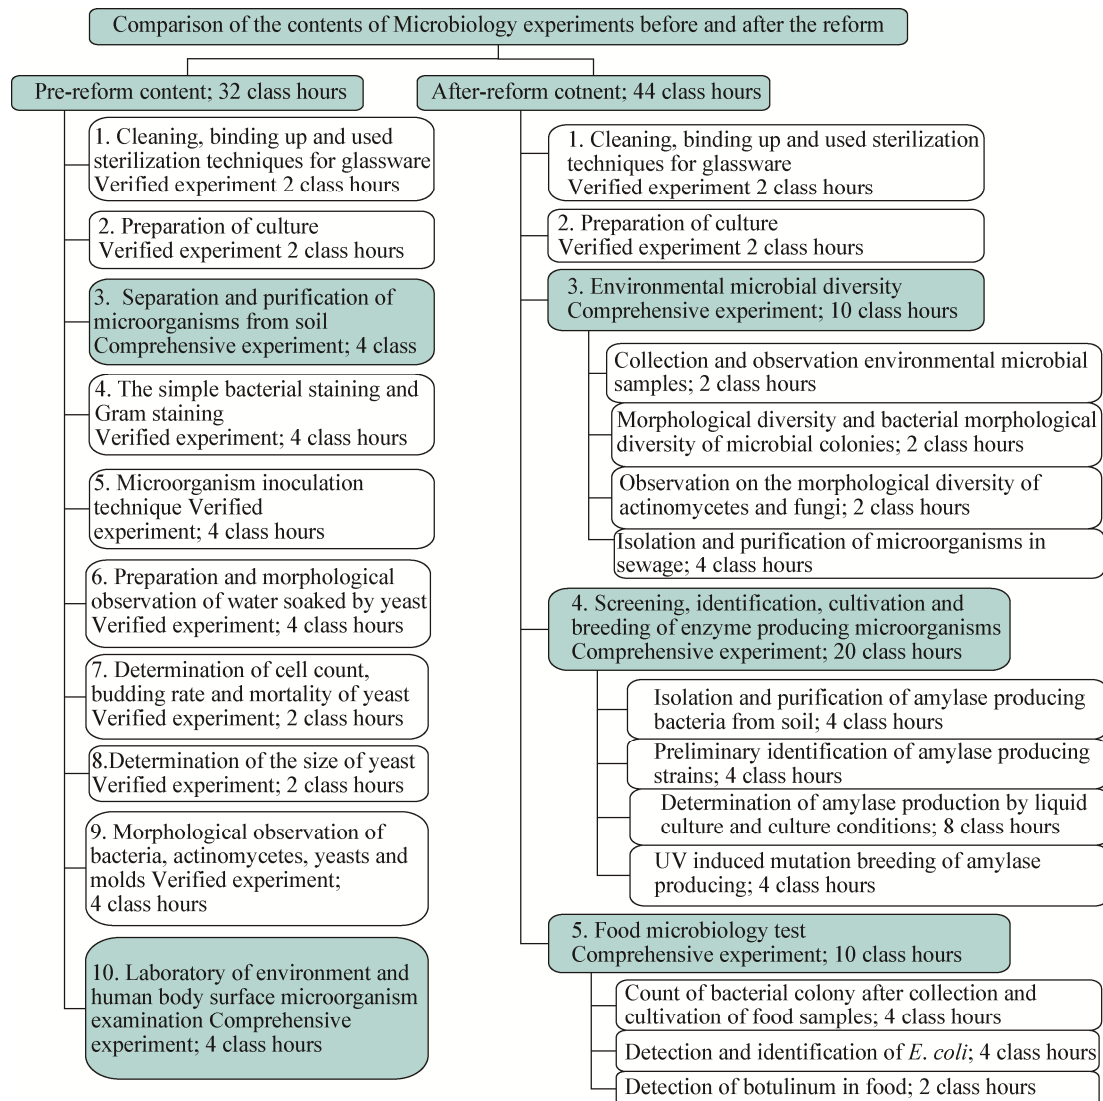 Comparison of the contents of Microbiology experiments before and after the reform
Pre-reform content; 32 class hours
1. Cleaning, binding up and used
sterilization techniques for glassware
Verified experiment 2 class hours
2. Preparation of culture
Verified experiment 2 class hours
3. Separation and purification of
microorganisms from soil
Comprehensive experiment; 4 class
4. The simple bacterial staining and
Gram staining
Verified experiment; 4 class hours
5. Microorganism inoculation
technique Verified
experiment; 4 class hours
6. Preparation and morphological
observation of water soaked by yeast
Verified experiment; 4 class hours
7. Determination of cell count,
budding rate and mortality of yeast
Verified experiment; 2 class hours
8.Determination of the size of yeast
Verified experiment; 2 class hours
9. Morphological observation of
bacteria, actinomycetes, yeasts and
molds Verified experiment;
4 class hours
10. Laboratory of environment and
human body surface microorganism
examination Comprehensive
experiment; 4 class hours
After-reform cotnent; 44 class hours
1. Cleaning, binding up and used sterilization
techniques for glassware
Verified experiment 2 class hours
2. Preparation of culture
Verified experiment 2 class hours
3. Environmental microbial diversity
Comprehensive experiment; 10 class hours
Collection and observation environmental microbial
samples; 2 class hours
Morphological diversity and bacterial morphological
diversity of microbial colonies; 2 class hours
Observation on the morphological diversity of
actinomycetes and fungi; 2 class hours
Isolation and purification of microorganisms in
sewage; 4 class hours
4. Screening, identification, cultivation and
breeding of enzyme producing microorganisms
Comprehensive experiment; 20 class hours
Isolation and purification of amylase producing
bacteria from soil; 4 class hours
Preliminary identification of amylase producing
strains; 4 class hours
Determination of amylase production by liquid
culture and culture conditions; 8 class hours
UV induced mutation breeding of amylase
producing; 4 class hours
5. Food microbiology test
Comprehensive experiment; 10 class hours
Count of bacterial colony after collection and
cultivation of food samples; 4 class hours
Detection and identification of E. coli; 4 class hours
Detection of botulinum in food; 2 class hours